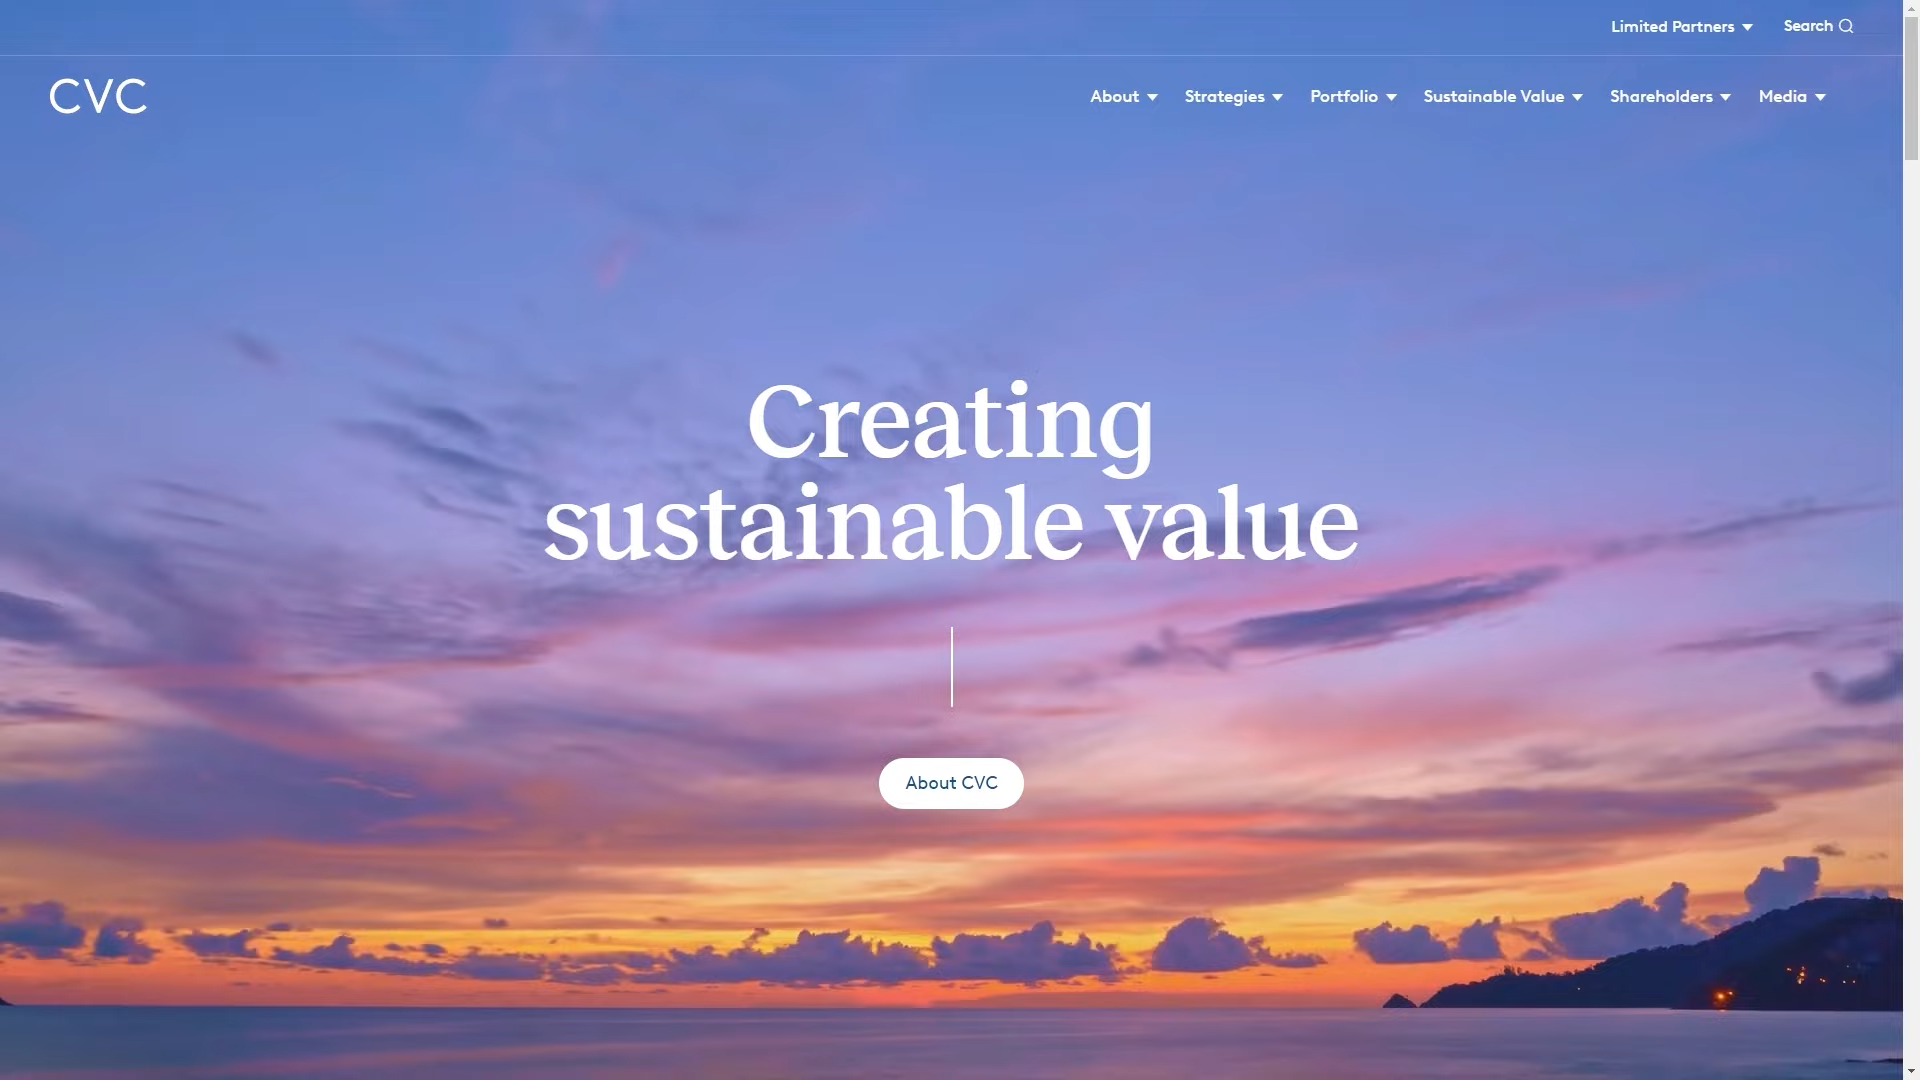 Limited Partners
Search
CVC
About
Strategies
Portfolio
Sustainable Value
Shareholders
Media
Creating
sustainable value
About CVC